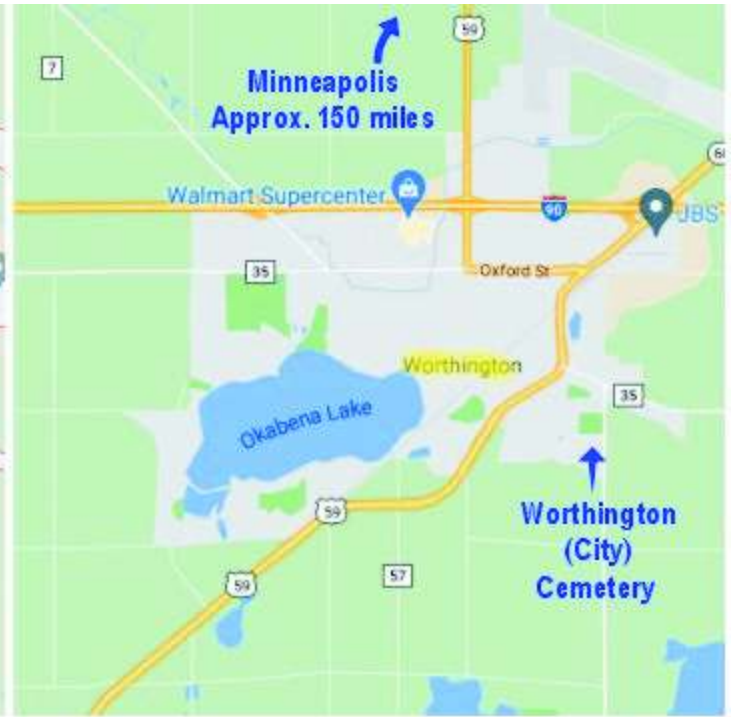 59
7
Minneapolis
Approx. 150 miles
Walmart Supercenter
90
JBS
35
Oxford St
Worthington
35
Okabena Lake
59
Worthington
(City)
Cemetery
59
57